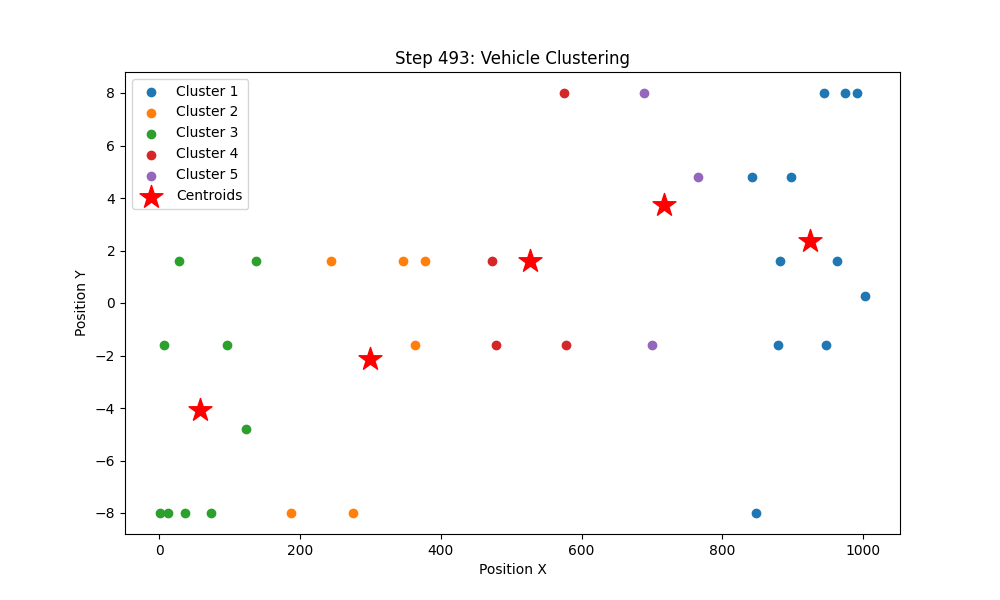 Step 493: Vehicle Clustering
Cluster 1
Cluster 2
Cluster 3
Cluster 4
Cluster 5
Centroids
8
6
4
2
0
−2
−4
−6
−8
Position Y
0
200
400
600
800
1000
Position X